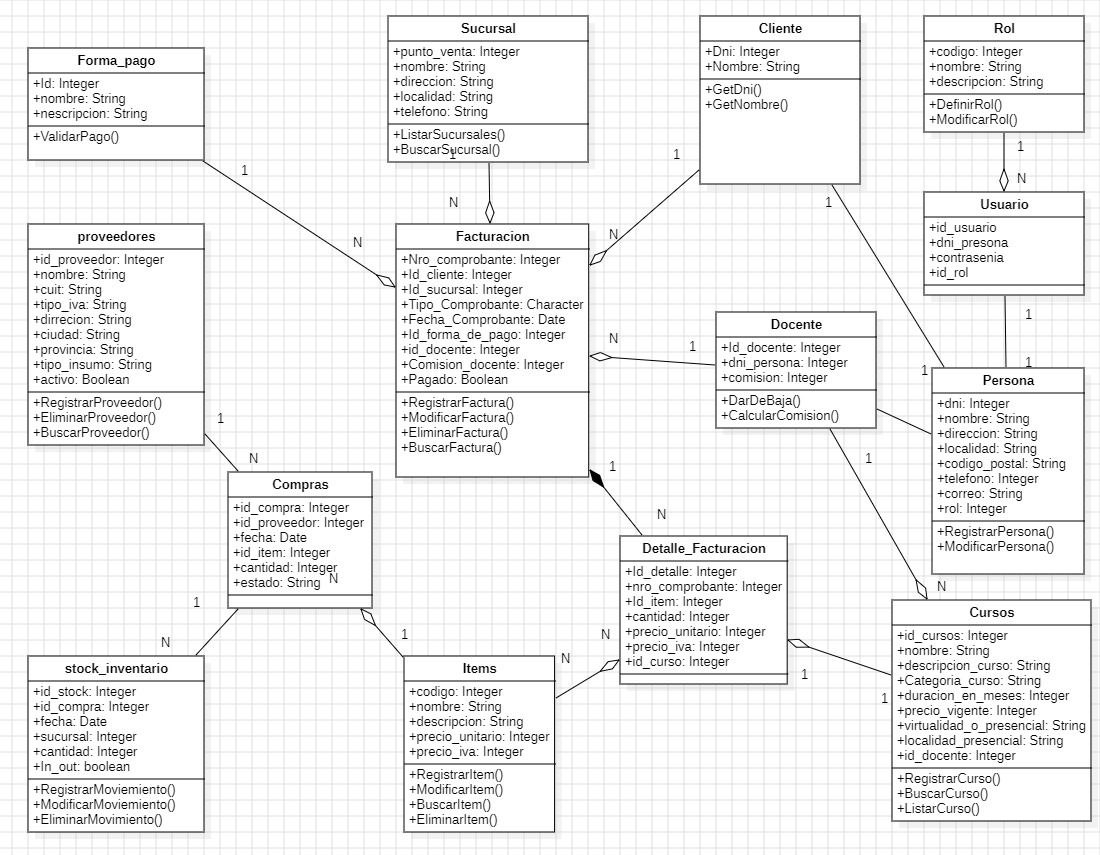 Forma_pago
+Id: Integer
+nombre: String
+nescripcion: String
+ValidarPago()
Sucursal
+punto_venta: Integer
+nombre: String
+direccion: String
+localidad: String
+telefono: String
+ListarSucursales()
+BuscarSucursal()
Cliente
+Dni: Integer
+Nombre: String
+GetDni()
+GetNombre()
Rol
+codigo: Integer
+nombre: String
+descripcion: String
+DefinirRol()
+ModificarRol()
1
1
1
1
N
N
N
N
1
proveedores
+id_proveedor: Integer
+nombre: String
+cuit: String
+tipo_iva: String
+dirrecion: String
+ciudad: String
+provincia: String
+tipo_insumo: String
+activo: Boolean
+RegistrarProveedor()
+EliminarProveedor()
+BuscarProveedor()
Facturacion
+Nro_comprobante: Integer
+Id_cliente: Integer
+Id_sucursal: Integer
+Tipo_Comprobante: Character
+Fecha_Comprobante: Date
+Id_forma_de_pago: Integer
+id_docente: Integer
+Comision_docente: Integer
+Pagado: Boolean
+RegistrarFactura()
+ModificarFactura()
+EliminarFactura()
+BuscarFactura()
Usuario
+id_usuario
+dni_presona
+contrasenia
+id_rol
N
1
1
1
1
Docente
+Id_docente: Integer
+dni_persona: Integer
+comision: Integer
+DarDeBaja()
+CalcularComision()
Persona
+dni: Integer
+nombre: String
+direccion: String
+localidad: String
+codigo_postal: String
+telefono: Integer
+correo: String
+rol: Integer
+RegistrarPersona()
+ModificarPersona()
1
N
1
N
1
N
Compras
+id_compra: Integer
+id_proveedor: Integer
+fecha: Date
+id_item: Integer
+cantidad: Integer
+estado: String
N
1
N
1
Detalle_Facturacion
+Id_detalle: Integer
+nro_comprobante: Integer
+Id_item: Integer
+cantidad: Integer
+precio_unitario: Integer
+precio_iva: Integer
+id_curso: Integer
N
N
1
1
stock_inventario
+id_stock: Integer
+id_compra: Integer
+fecha: Date
+sucursal: Integer
+cantidad: Integer
+In_out: boolean
+RegistrarMoviemiento()
+ModificarMoviemiento()
+EliminarMovimiento()
Items
+codigo: Integer
+nombre: String
+descripcion: String
+precio_unitario: Integer
+precio_iva: Integer
+RegistrarItem()
+ModificarItem()
+BuscarItem()
+EliminarItem()
Cursos
+id_cursos: Integer
+nombre: String
+descripcion_curso: String
+Categoria_curso: String
+duracion_en_meses: Integer
+precio_vigente: Integer
+virtualidad_o_presencial: String
+localidad_presencial: String
+id_docente: Integer
+RegistrarCurso()
+BuscarCurso()
+ListarCurso()